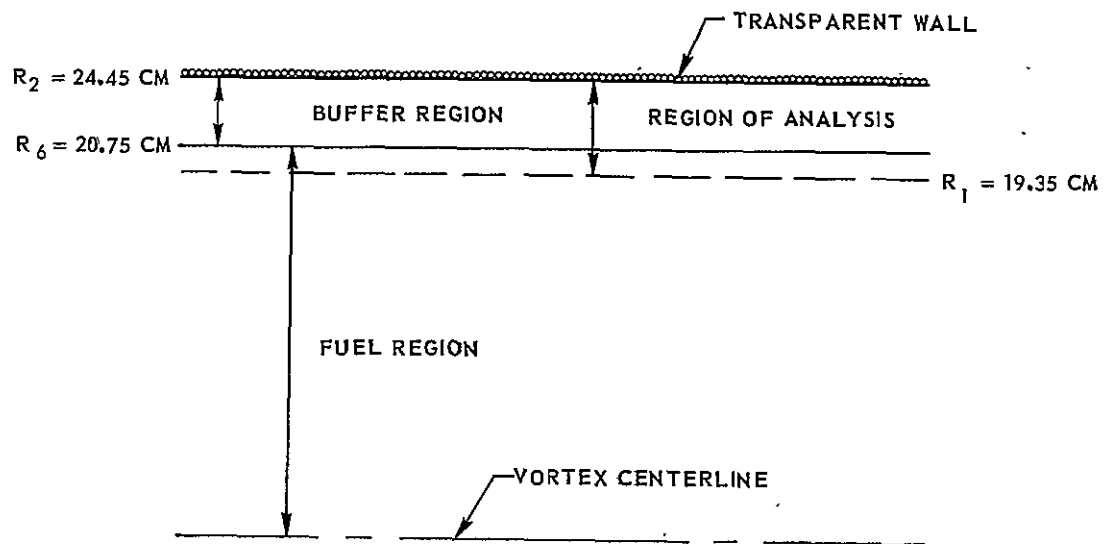 TRANSPARENT WALL
R₂ = 24.45 CM
BUFFER REGION
REGION OF ANALYSIS
R₆ = 20.75 CM
R₁ = 19.35 CM
FUEL REGION
VORTEX CENTERLINE